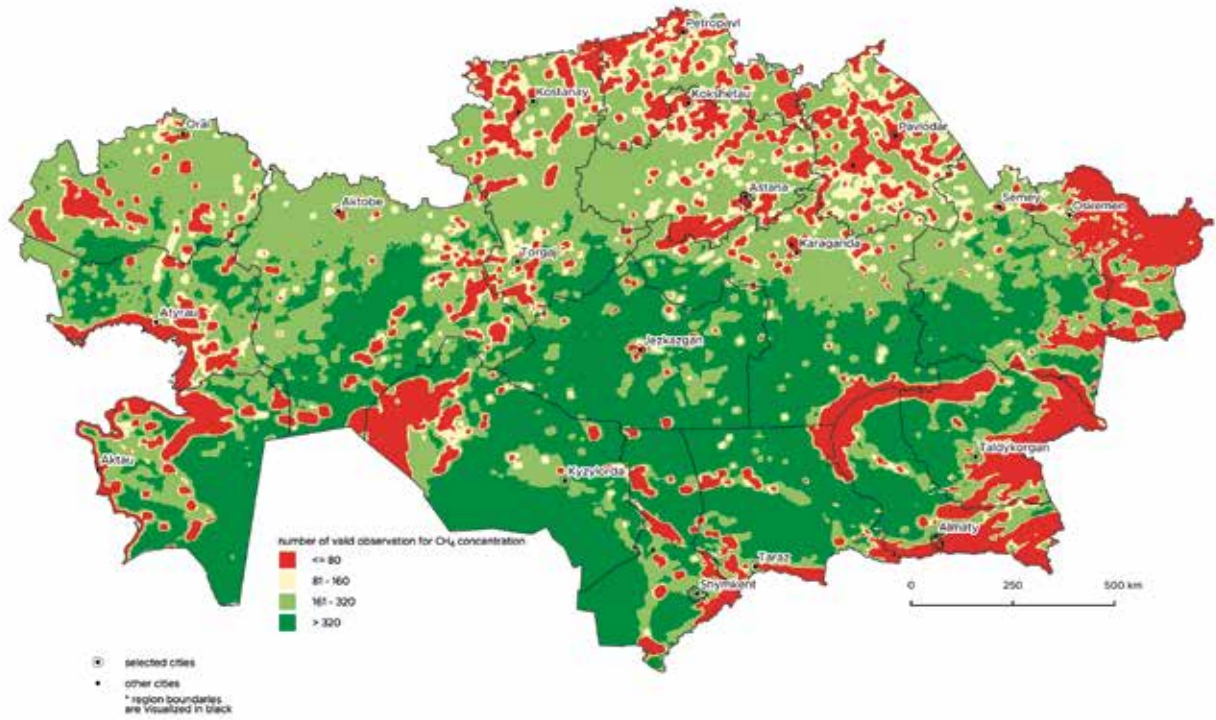 Petropavl
Kostanay
Kokshetau
Oral
Pavlodar
Astana
Aktobe
Semey
Oskemen
Karaganda
Torgaj
Atyrau
Jezkazgan
Aktau
Taldykorgan
Kyzylorda
Almaty
Taraz
Shymkent
number of valid observation for CH₄ concentration
<= 80
81 - 160
161 - 320
> 320
0 250 500 km
selected cities
other cities
* region boundaries
are visualized in black